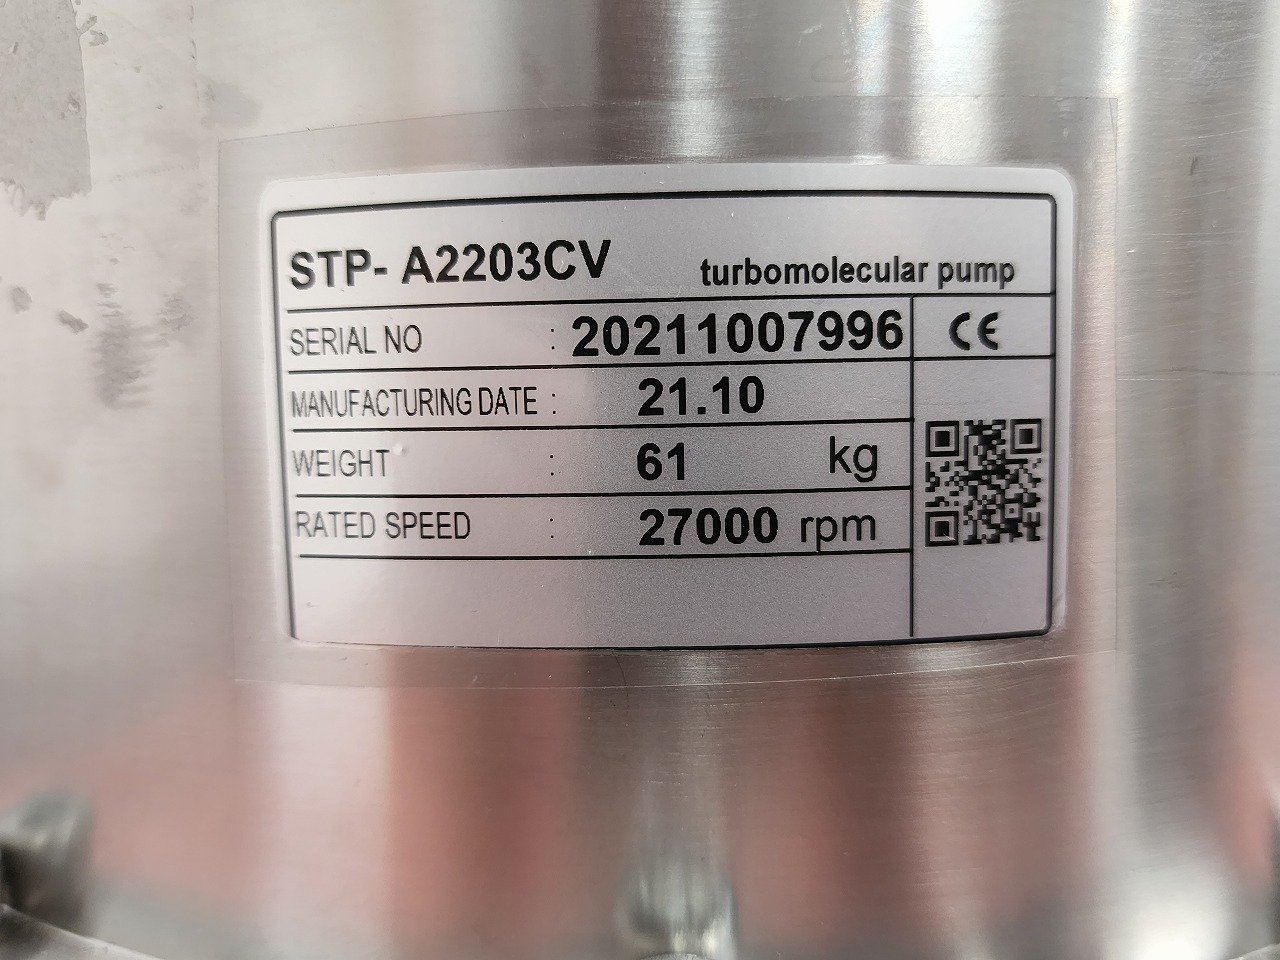 STP- A2203CV turbomolecular pump
SERIAL NO : 20211007996 CE
MANUFACTURING DATE : 21.10
WEIGHT : 61 kg
RATED SPEED : 27000 rpm